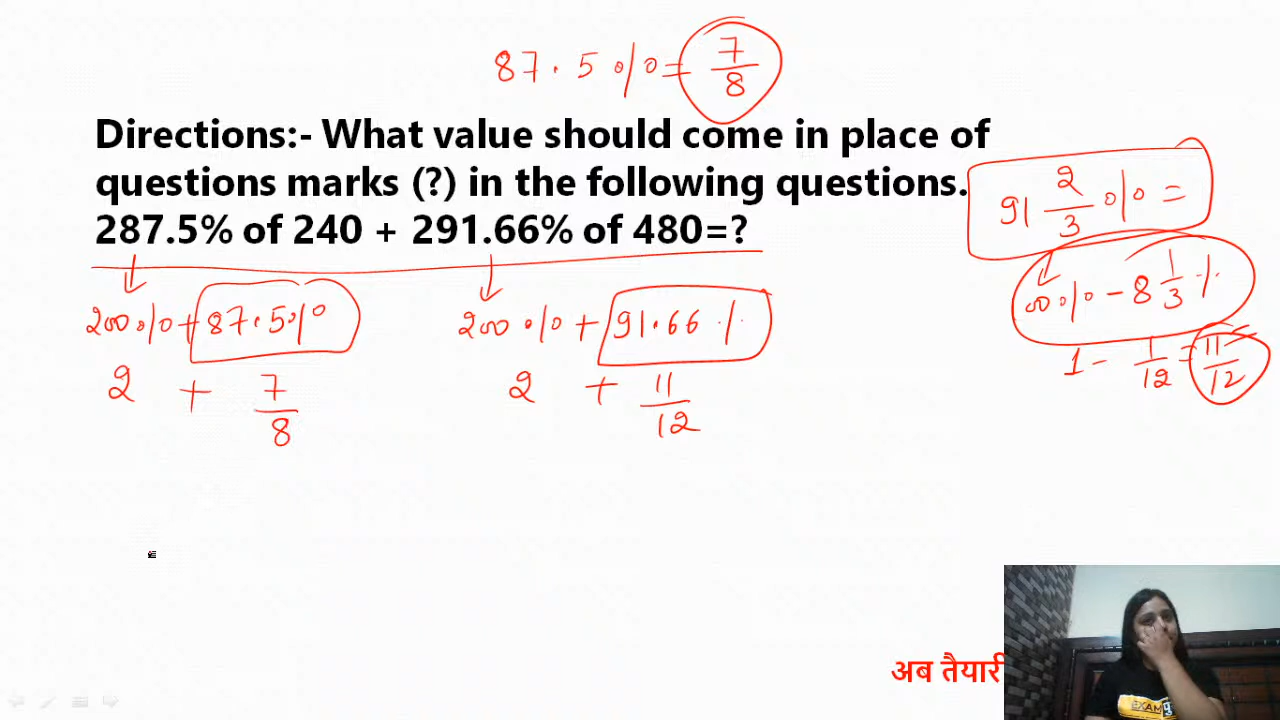 87.5%= 7/8
Directions:- What value should come in place of
questions marks (?) in the following questions.
287.5% of 240 + 291.66% of 480=?
91 2/3 % =
00% - 8 1/3 %
1 - 1/12 = 11/12
200% + 87.5% 200% + 91.66%
2 + 7/8 2 + 11/12
अब तैयारी
EXAM